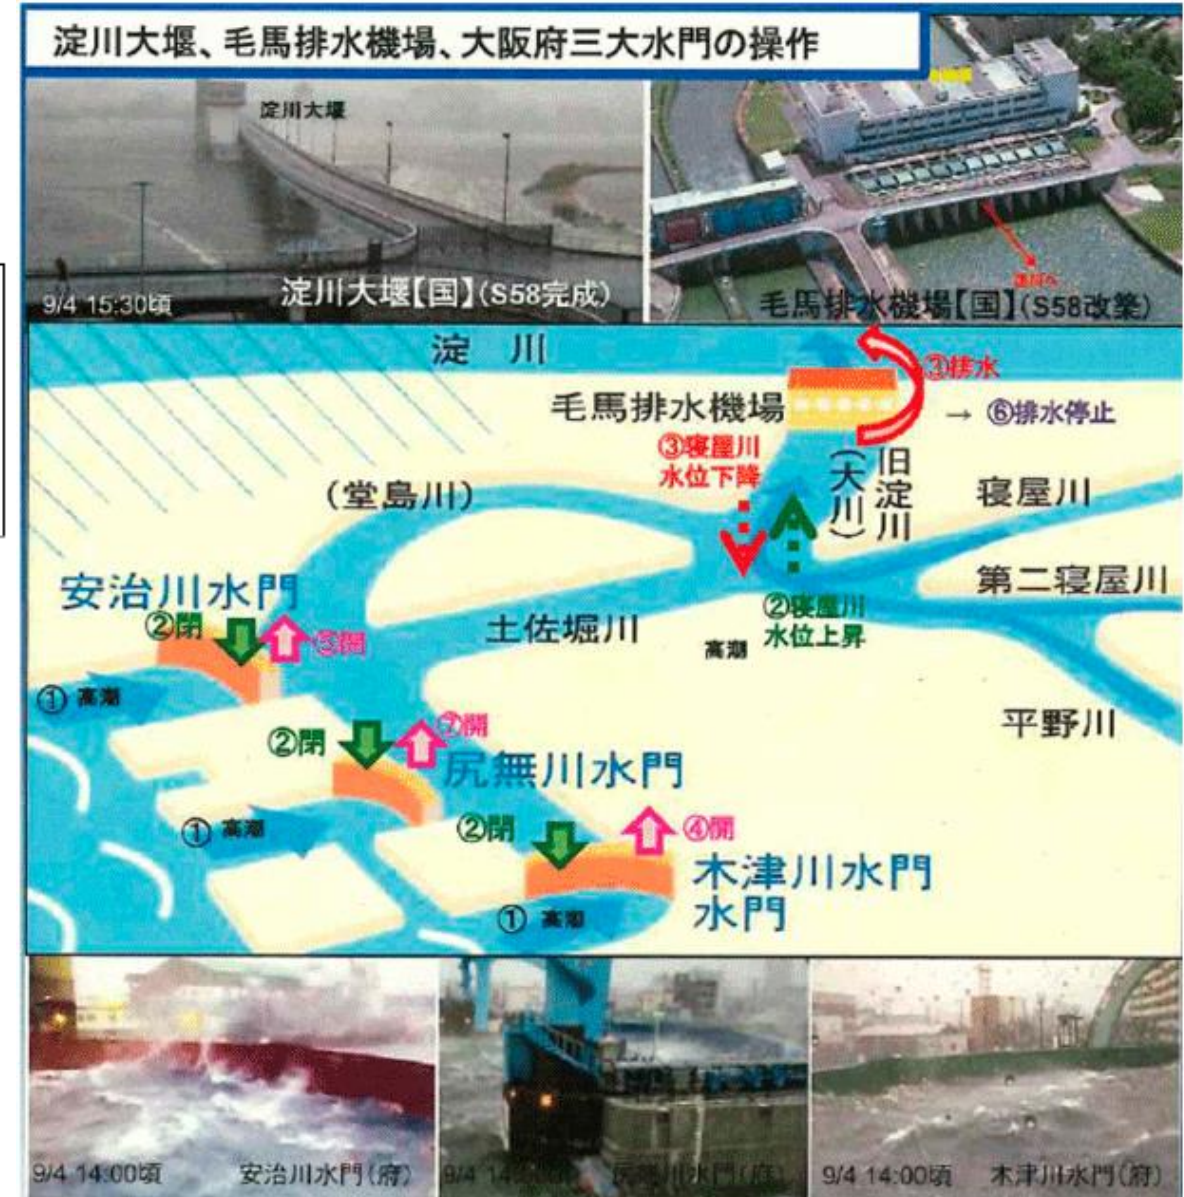 淀川大堰、毛馬排水機場、大阪府三大水門の操作
淀川大堰
9/4 15:30頃
淀川大堰【国】(S58完成)
毛馬排水機場【国】(S58改築)
淀 川
③排水
毛馬排水機場
→ ⑥排水停止
③寝屋川
水位下降
旧淀川
(大川)
(堂島川)
寝屋川
第二寝屋川
安治川水門
②閉
⑤開
土佐堀川
②寝屋川
水位上昇
高潮
① 高潮
平野川
②閉
⑦開
尻無川水門
① 高潮
②閉
④開
木津川水門
水門
① 高潮
9/4 14:00頃
安治川水門(府)
9/4 14
川水門(府)
9/4 14:00頃
木津川水門(府)